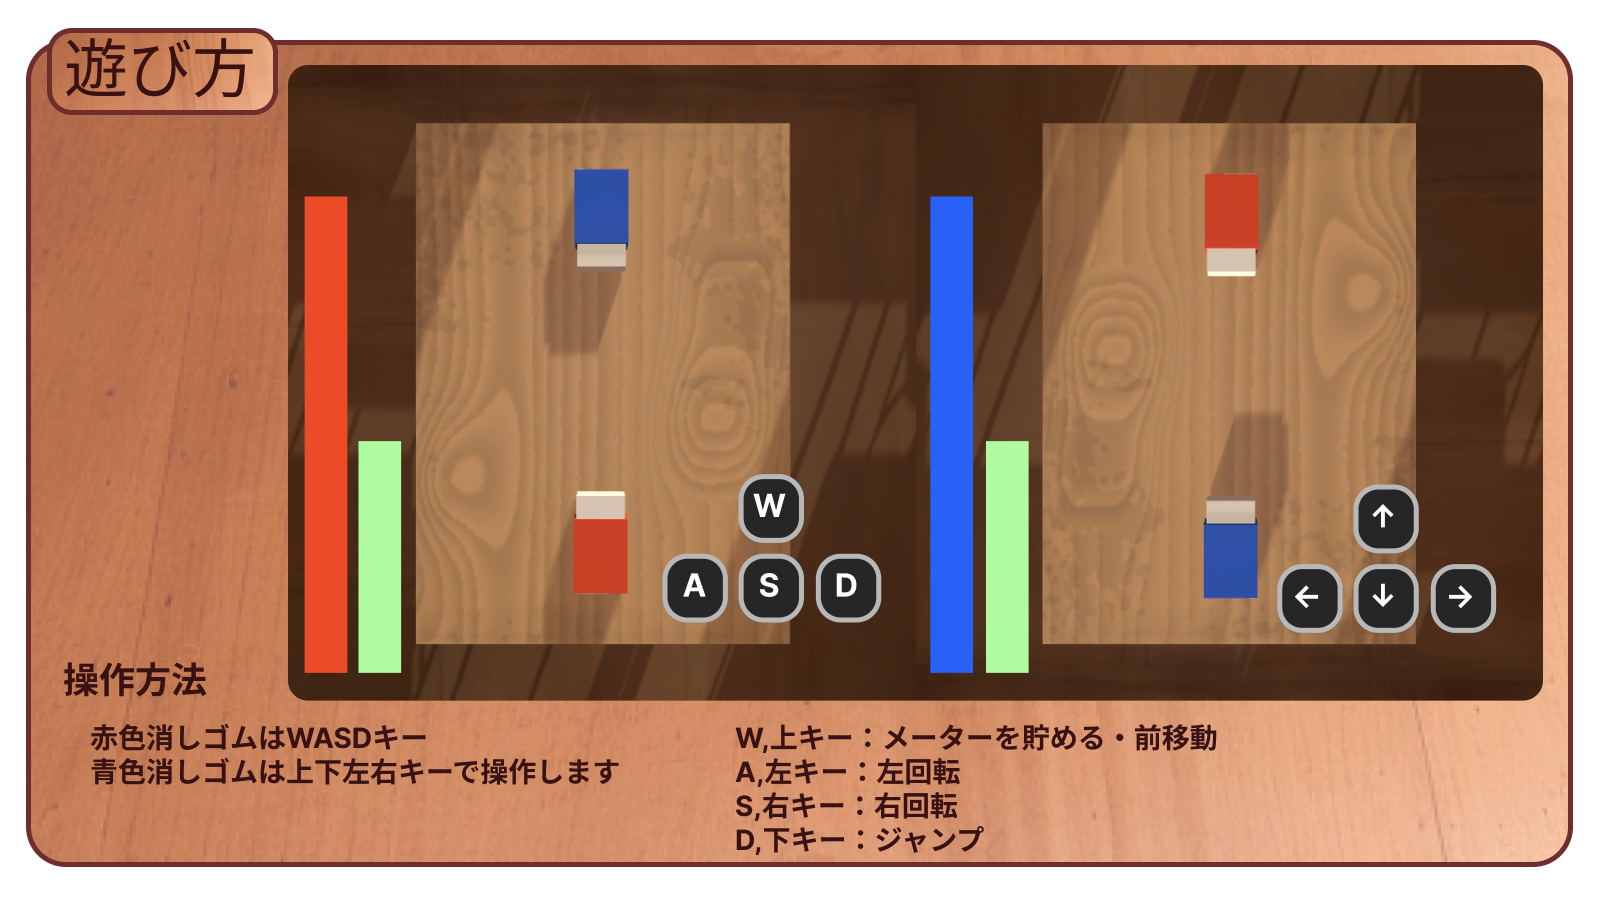 遊び方
W
A S D
↑
← ↓ →
操作方法
赤色消しゴムはWASDキー
青色消しゴムは上下左右キーで操作します
W,上キー：メーターを貯める・前移動
A,左キー：左回転
S,右キー：右回転
D,下キー：ジャンプ